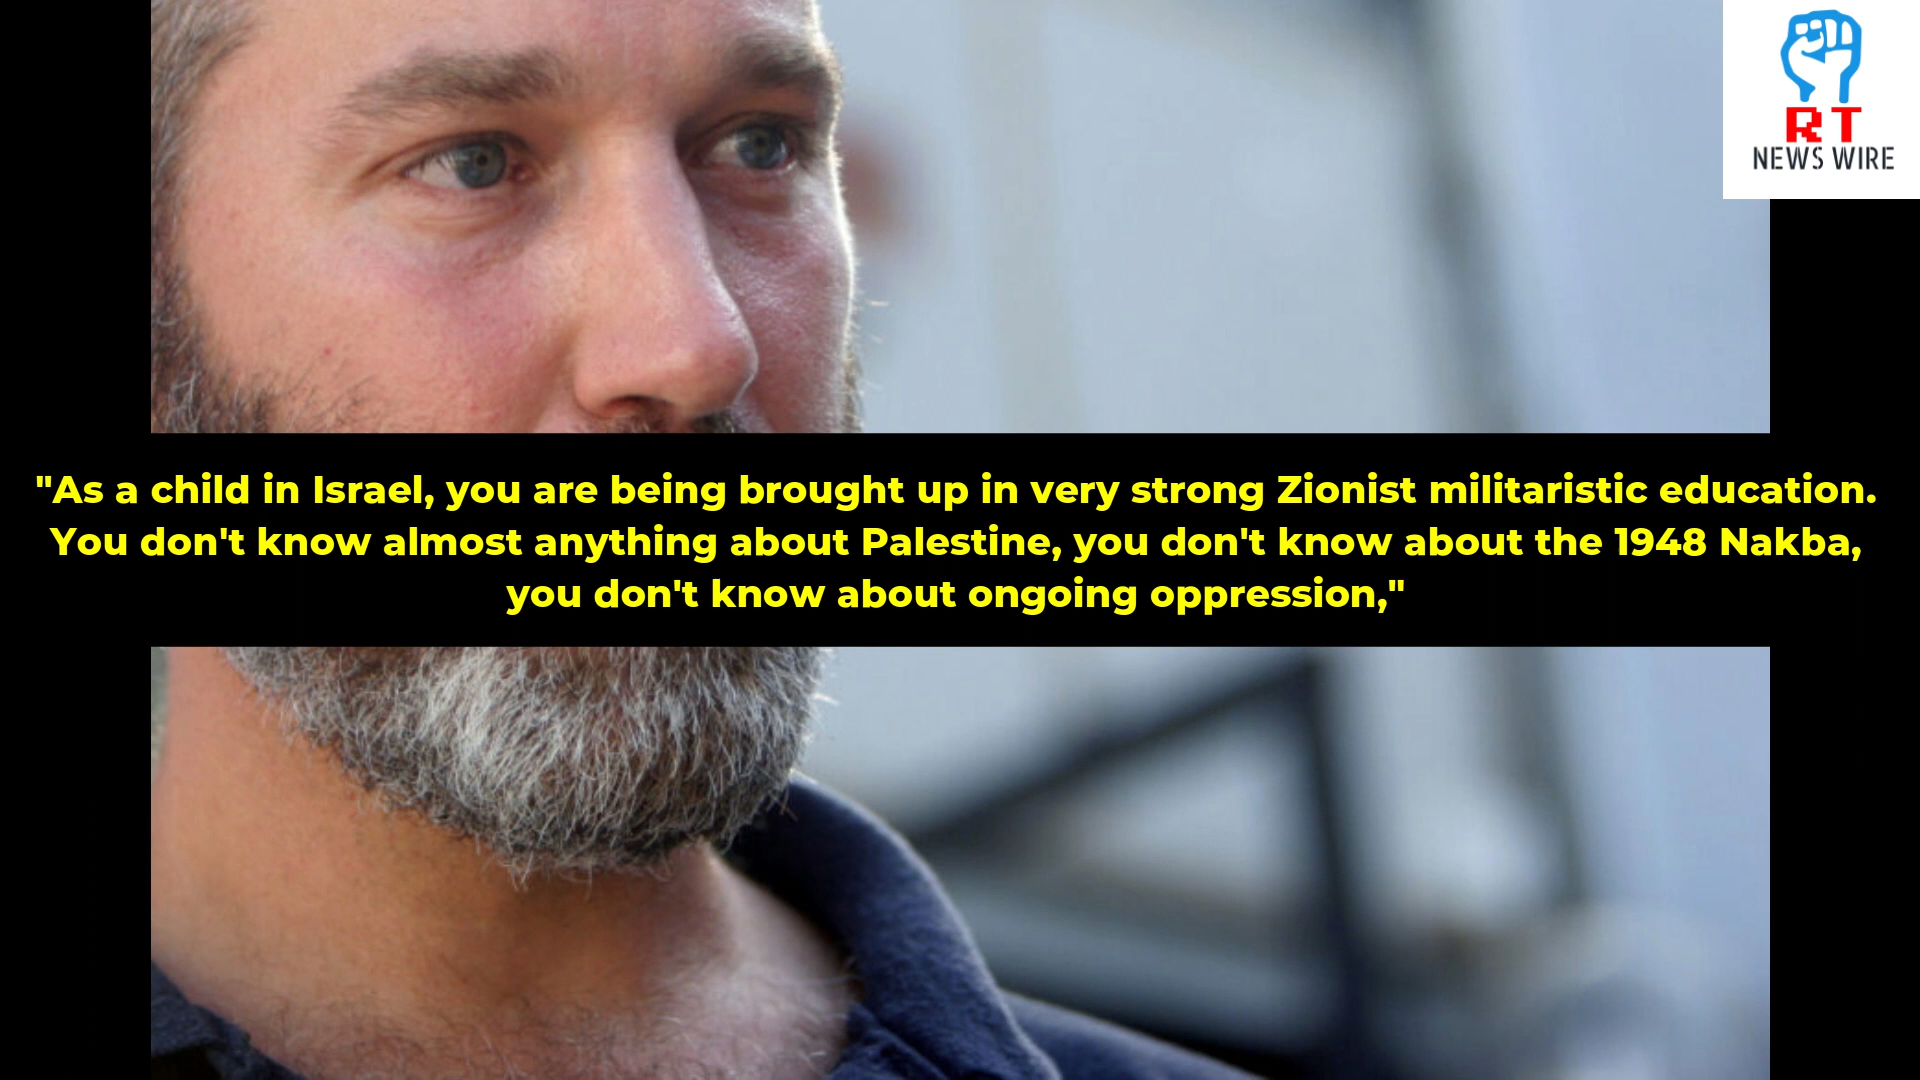 RT
NEWS WIRE
"As a child in Israel, you are being brought up in very strong Zionist militaristic education.
You don't know almost anything about Palestine, you don't know about the 1948 Nakba,
you don't know about ongoing oppression,"